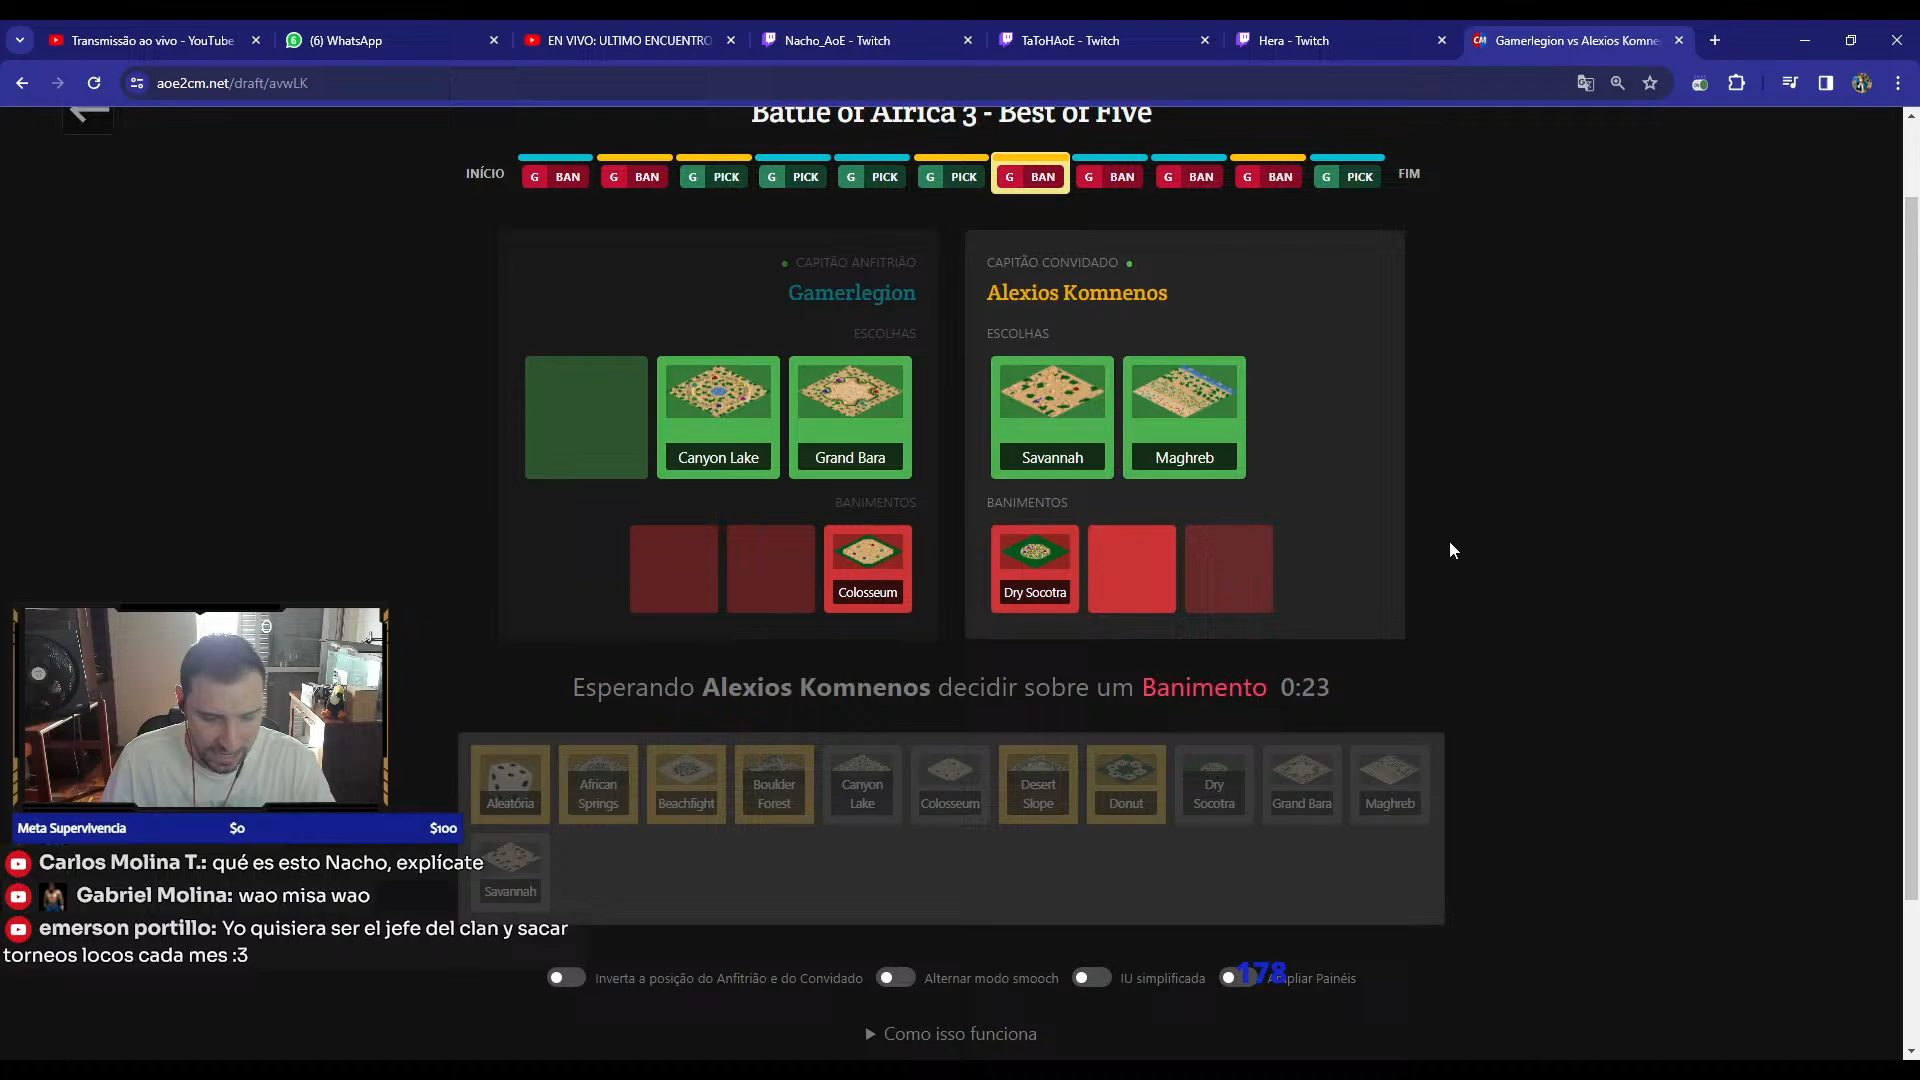 Transmissão ao vivo - YouTube
(6) WhatsApp
EN VIVO: ULTIMO ENCUENTRO
Nacho_AoE - Twitch
TaToHAoE - Twitch
Hera - Twitch
Gamerlegion vs Alexios Komne
aoe2cm.net/draft/avwLK
Battle of Africa 3 - Best of Five
INÍCIO
G BAN
G BAN
G PICK
G PICK
G PICK
G PICK
G BAN
G BAN
G BAN
G BAN
G PICK
FIM
CAPITÃO ANFITRIÃO
Gamerlegion
ESCOLHAS
Canyon Lake
Grand Bara
BANIMENTOS
Colosseum
CAPITÃO CONVIDADO
Alexios Komnenos
ESCOLHAS
Savannah
Maghreb
BANIMENTOS
Dry Socotra
Esperando Alexios Komnenos decidir sobre um Banimento 0:23
Aleatória
African
Springs
Beachfight
Boulder
Forest
Canyon
Lake
Colosseum
Desert
Slope
Donut
Dry
Socotra
Grand Bara
Maghreb
Savannah
Meta Supervivencia $0 $100
Carlos Molina T.: qué es esto Nacho, explícate
Gabriel Molina: wao misa wao
emerson portillo: Yo quisiera ser el jefe del clan y sacar
torneos locos cada mes :3
Inverta a posição do Anfitrião e do Convidado
Alternar modo smooch
IU simplificada
178
Ampliar Painéis
Como isso funciona